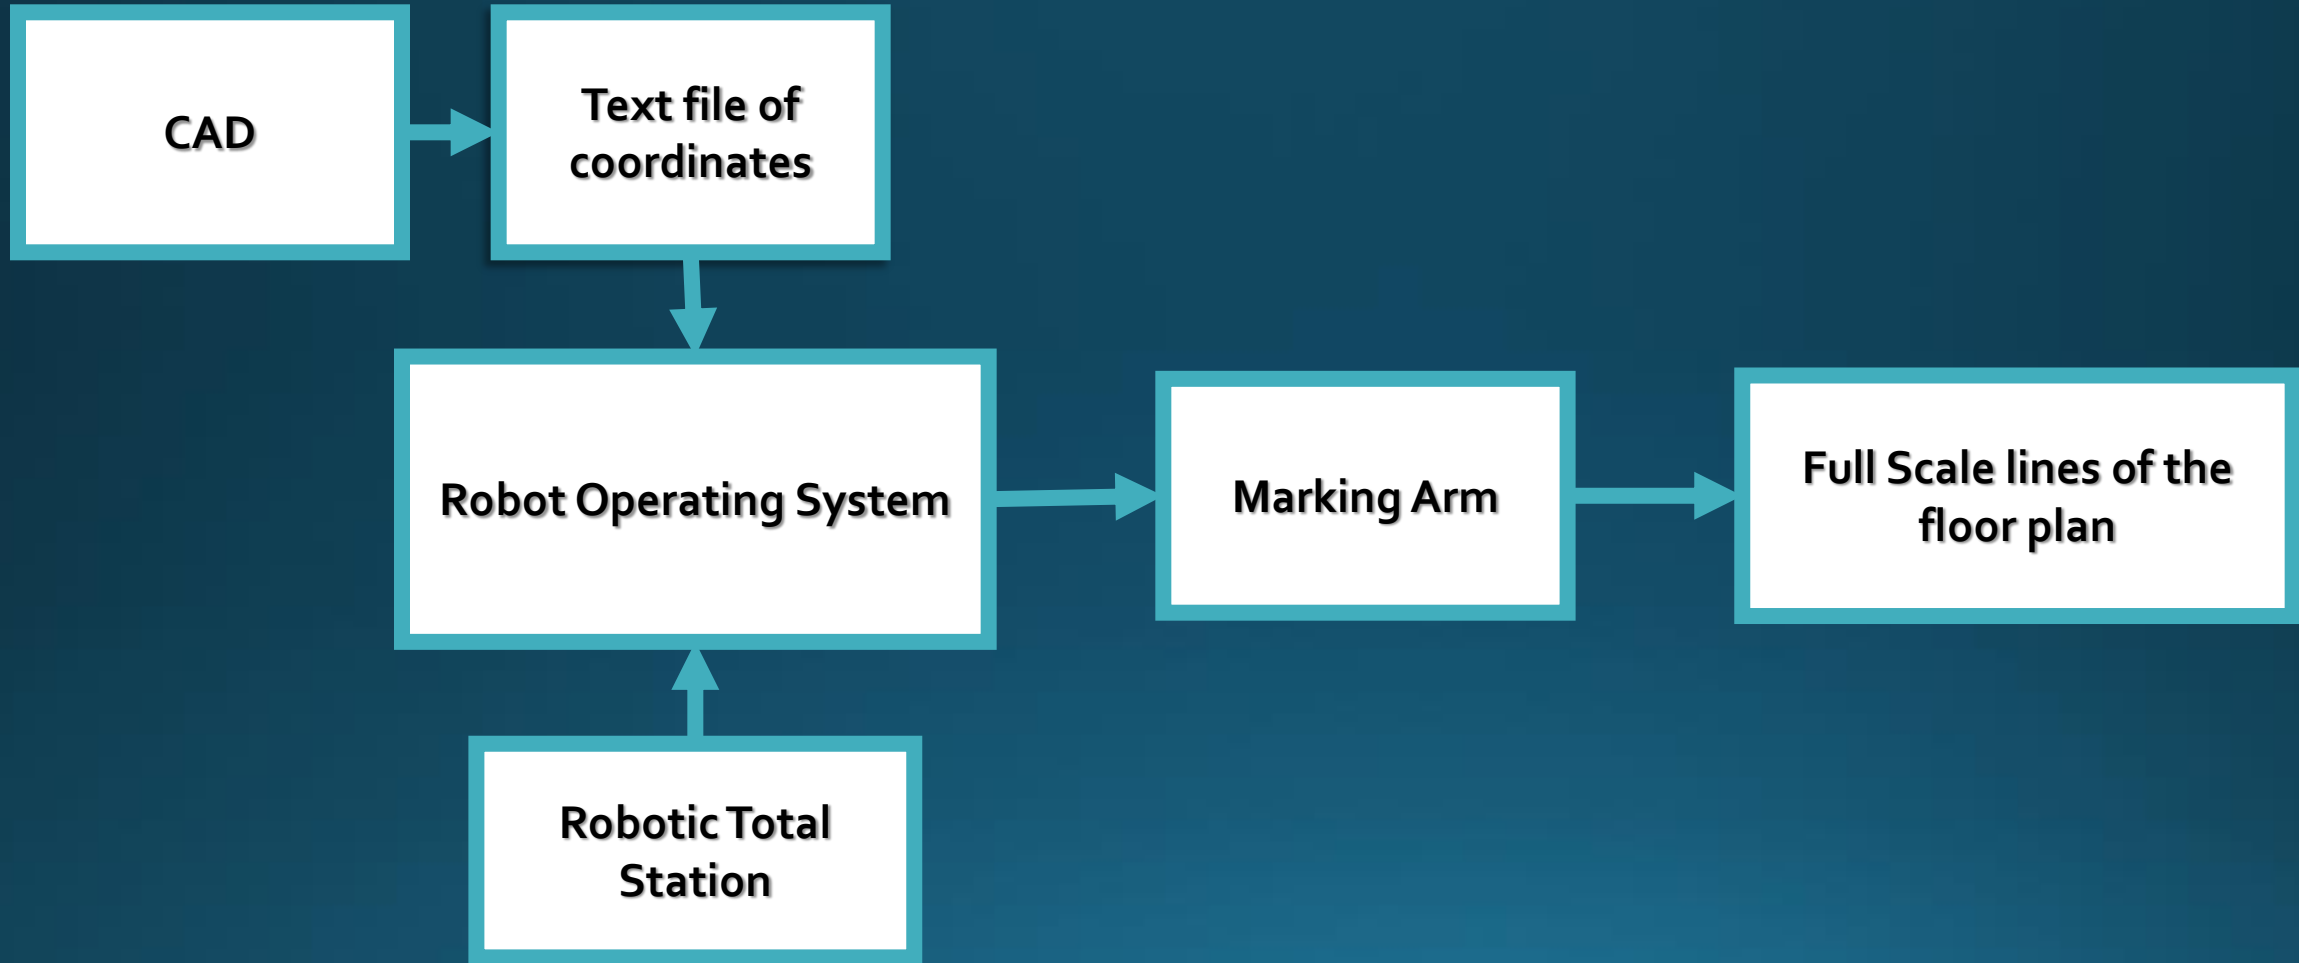 CAD
Text file of
coordinates
Robot Operating System
Marking Arm
Full Scale lines of the
floor plan
Robotic Total
Station